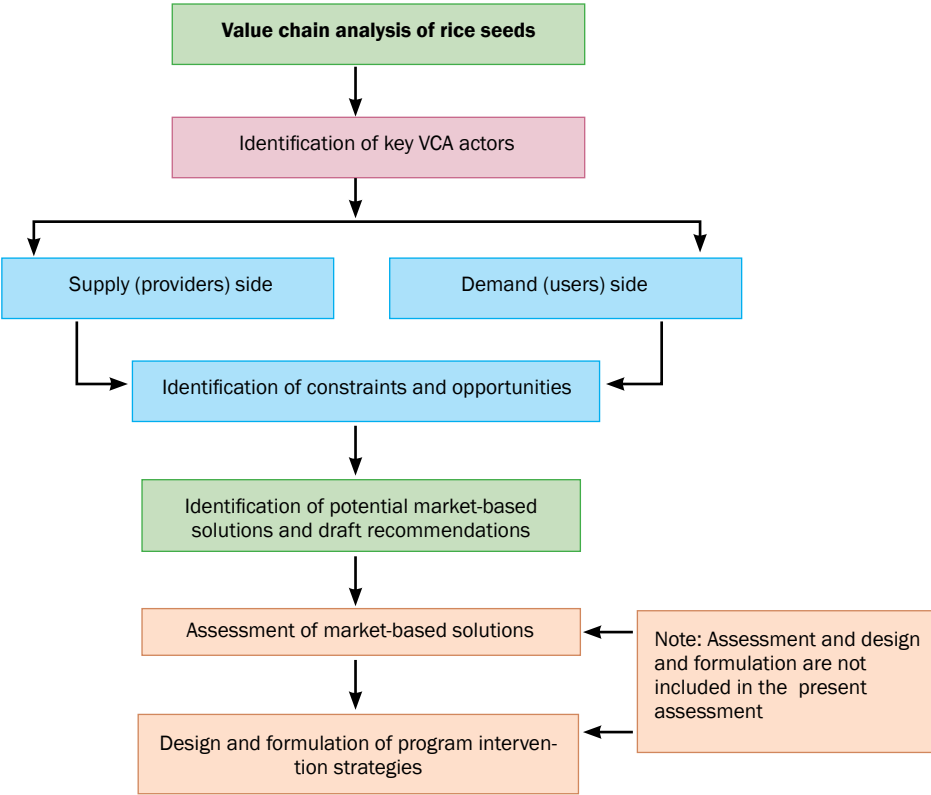 Value chain analysis of rice seeds
Identification of key VCA actors
Supply (providers) side
Demand (users) side
Identification of constraints and opportunities
Identification of potential market-based
solutions and draft recommendations
Assessment of market-based solutions
Note: Assessment and design
and formulation are not
included in the present
assessment
Design and formulation of program interven-
tion strategies